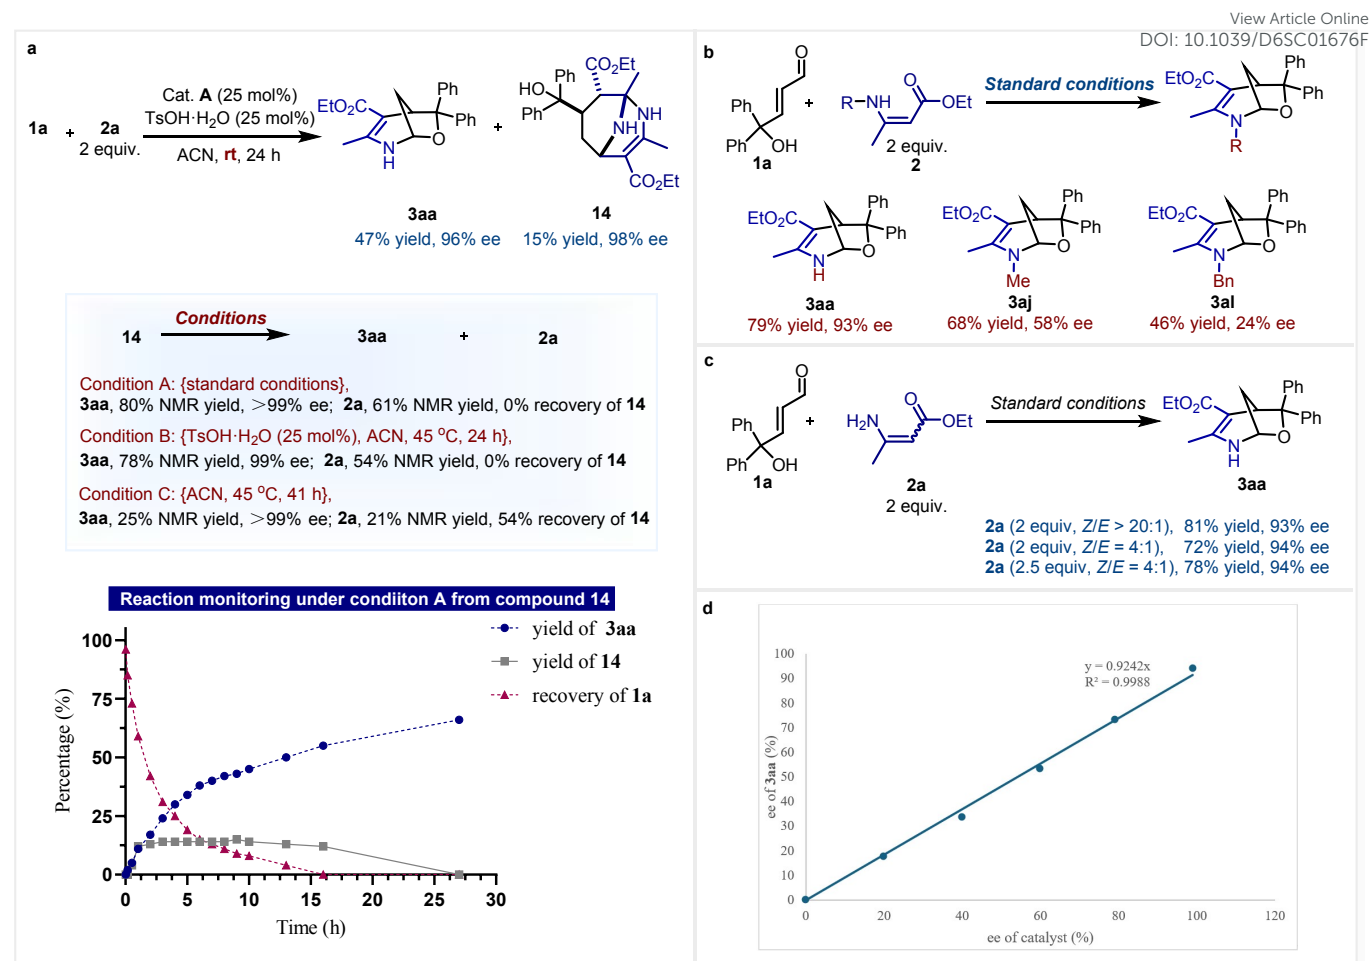 View Article Online
DOI: 10.1039/D6SC01676F
a
1a + 2a
2 equiv.
Cat. A (25 mol%)
TsOH·H2O (25 mol%)
ACN, rt, 24 h
EtO2C
Ph
Ph
O
N
H
+
CO2Et
Ph
HO
Ph
NH
NH
CO2Et
3aa
14
47% yield, 96% ee
15% yield, 98% ee
14
Conditions
3aa + 2a
Condition A: {standard conditions},
3aa, 80% NMR yield, >99% ee; 2a, 61% NMR yield, 0% recovery of 14
Condition B: {TsOH·H2O (25 mol%), ACN, 45 oC, 24 h},
3aa, 78% NMR yield, 99% ee; 2a, 54% NMR yield, 0% recovery of 14
Condition C: {ACN, 45 oC, 41 h},
3aa, 25% NMR yield, >99% ee; 2a, 21% NMR yield, 54% recovery of 14
Reaction monitoring under condiiton A from compound 14
yield of 3aa
yield of 14
recovery of 1a
Percentage (%)
100
75
50
25
0
0 5 10 15 20 25 30
Time (h)
b
O
Ph
Ph
OH
1a
+
R
NH
O
OEt
2 equiv.
2
Standard conditions
EtO2C
Ph
Ph
O
N
R
EtO2C
Ph
Ph
O
N
H
3aa
79% yield, 93% ee
EtO2C
Ph
Ph
O
N
Me
3aj
68% yield, 58% ee
EtO2C
Ph
Ph
O
N
Bn
3al
46% yield, 24% ee
c
O
Ph
Ph
OH
1a
+
H2N
O
OEt
2a
2 equiv.
Standard conditions
EtO2C
Ph
Ph
O
N
H
3aa
2a (2 equiv, Z/E > 20:1), 81% yield, 93% ee
2a (2 equiv, Z/E = 4:1), 72% yield, 94% ee
2a (2.5 equiv, Z/E = 4:1), 78% yield, 94% ee
d
y = 0.9242x
R² = 0.9988
ee of 3aa (%)
100
90
80
70
60
50
40
30
20
10
0
0 20 40 60 80 100 120
ee of catalyst (%)